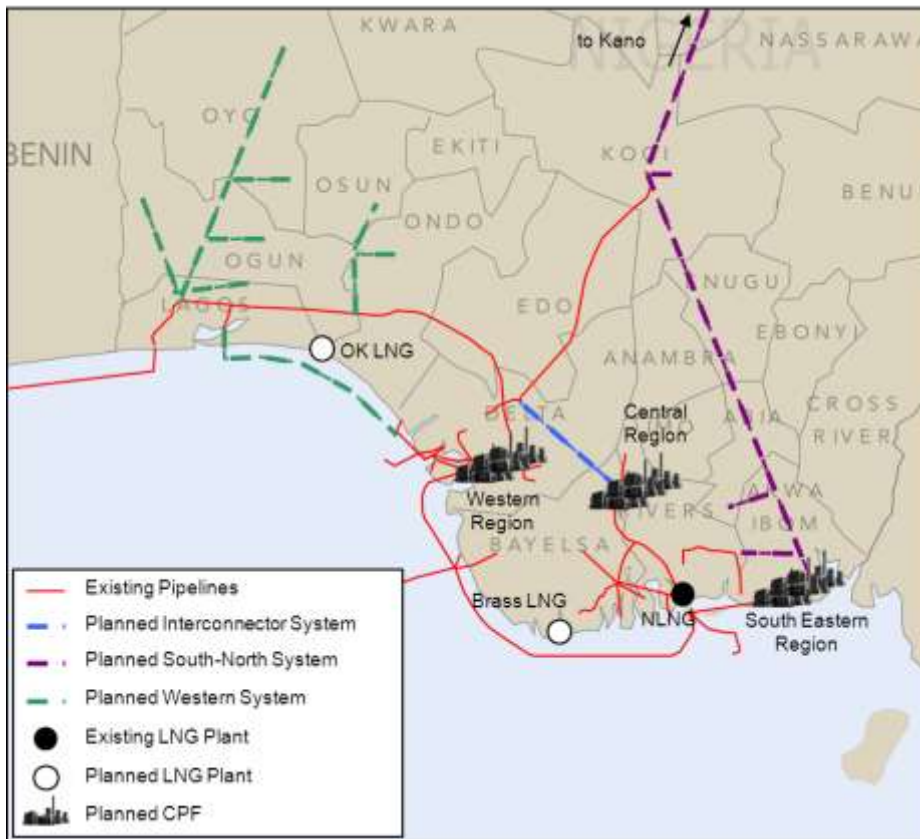 KWARA
to Kano
NASSARAWA
NIGERIA
OYO
BENIN
EKITI
KOGI
OSUN
BENU
ONDO
OGUN
NUGU
LAGOS
EDO
EBONYI
OK LNG
ANAMBRA
DELTA
Central
Region
IMO
ABIA
CROSS
RIVER
AKWA
IBOM
Western
Region
RIVERS
BAYELSA
Existing Pipelines
Brass LNG
NLNG
South Eastern
Region
Planned Interconnector System
Planned South-North System
Planned Western System
Existing LNG Plant
Planned LNG Plant
Planned CPF